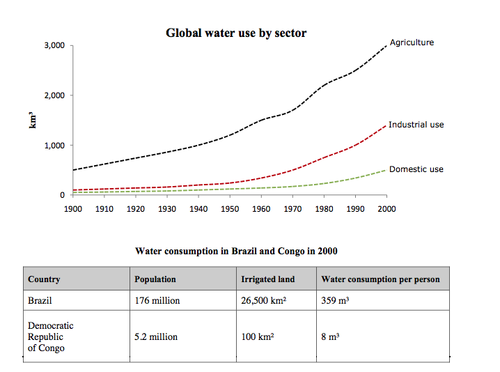 Global water use by sector
3,000
Agriculture
2,000
km³
Industrial use
1,000
Domestic use
0
1900 1910 1920 1930 1940 1950 1960 1970 1980 1990 2000
Water consumption in Brazil and Congo in 2000
Country Population Irrigated land Water consumption per person
Brazil 176 million 26,500 km² 359 m³
Democratic
Republic 5.2 million 100 km² 8 m³
of Congo